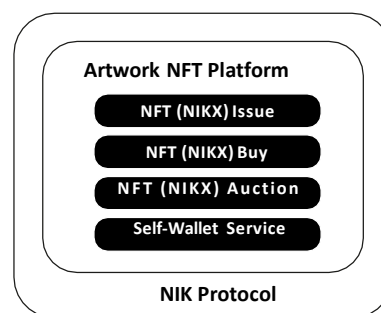 Artwork NFT Platform
NFT (NIKX) Issue
NFT (NIKX) Buy
NFT (NIKX) Auction
Self-Wallet Service
NIK Protocol